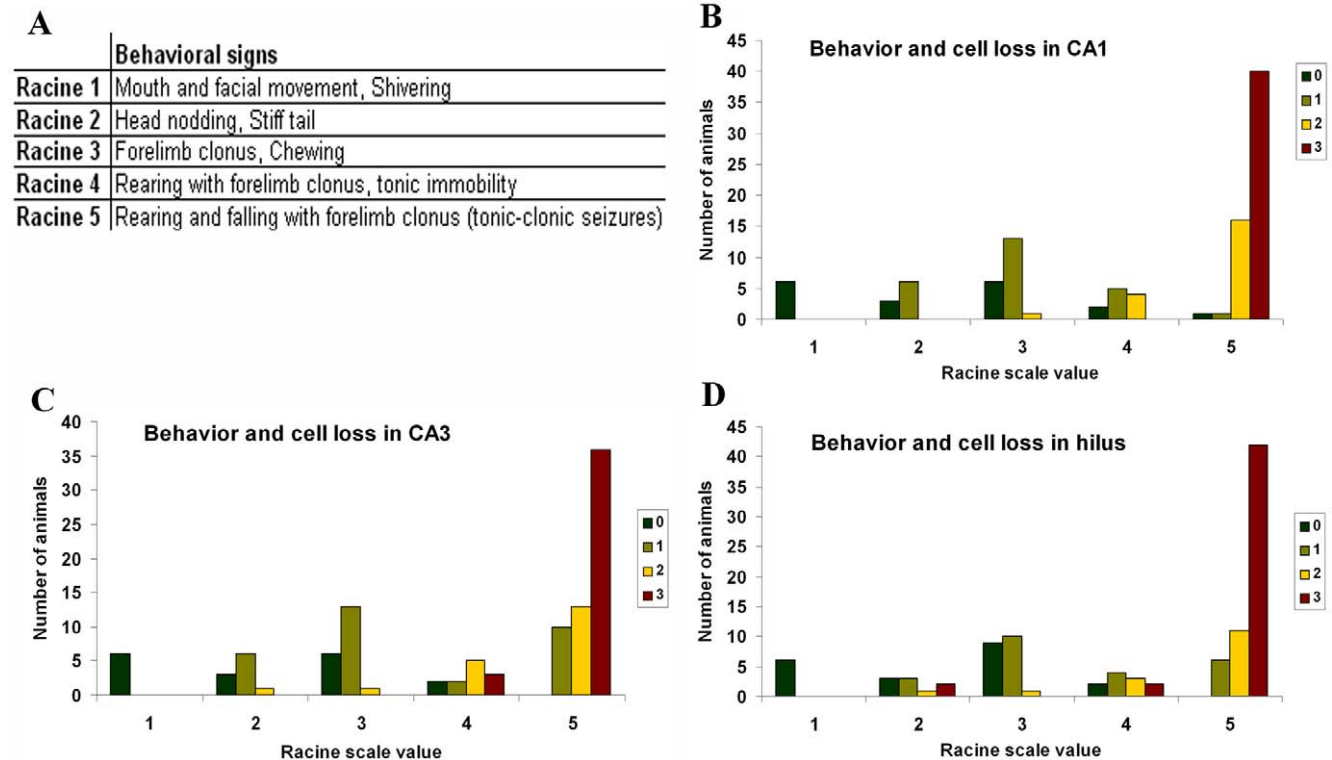 A
Behavioral signs
Racine 1 Mouth and facial movement, Shivering
Racine 2 Head nodding, Stiff tail
Racine 3 Forelimb clonus, Chewing
Racine 4 Rearing with forelimb clonus, tonic immobility
Racine 5 Rearing and falling with forelimb clonus (tonic-clonic seizures)
B
Behavior and cell loss in CA1
Number of animals
45
40
35
30
25
20
15
10
5
0
1 2 3 4 5
Racine scale value
0
1
2
3
C
Behavior and cell loss in CA3
Number of animals
40
35
30
25
20
15
10
5
0
1 2 3 4 5
Racine scale value
0
1
2
3
D
Behavior and cell loss in hilus
Number of animals
45
40
35
30
25
20
15
10
5
0
1 2 3 4 5
Racine scale value
0
1
2
3